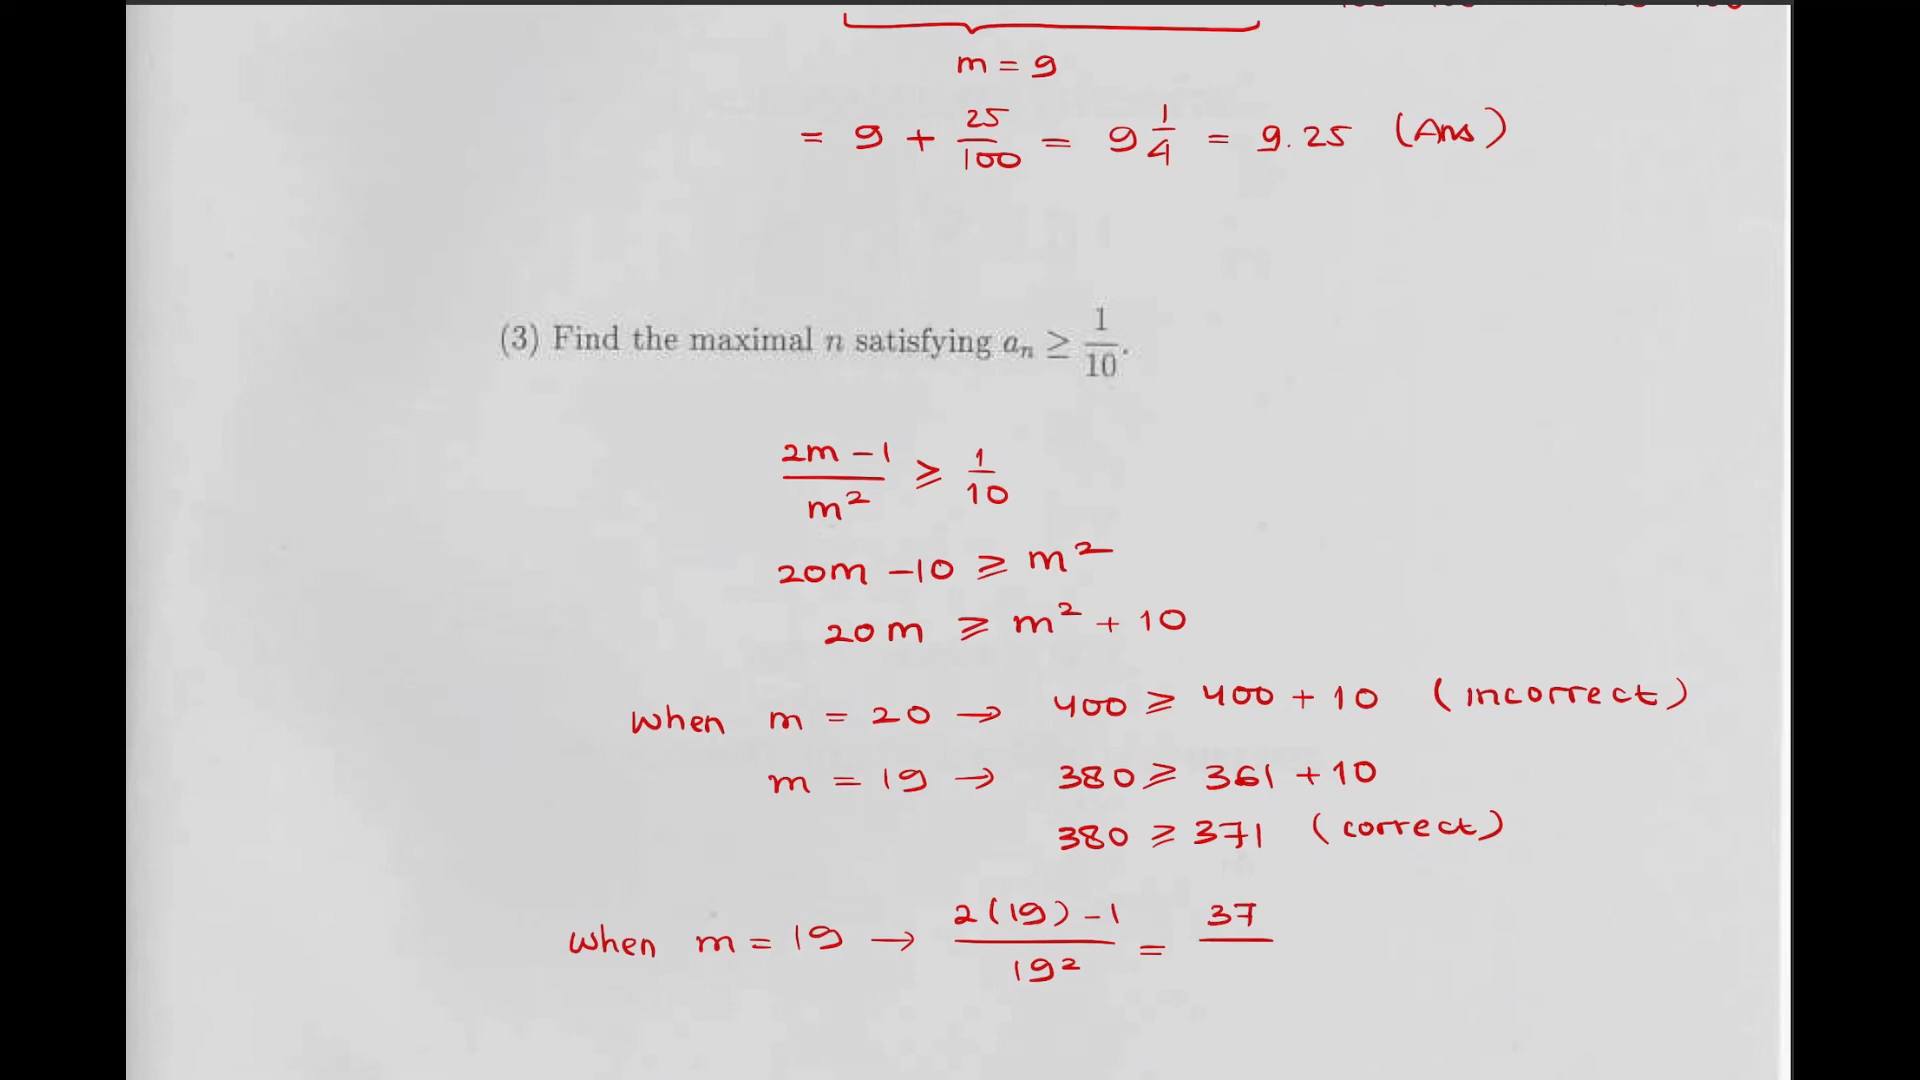 m = 9
= 9 + 25/100 = 9 1/4 = 9.25 (Ans)
(3) Find the maximal n satisfying aₙ ≥ 1/10.
2m − 1 / m² ⩾ 1/10
20m − 10 ⩾ m²
20m ⩾ m² + 10
when m = 20 → 400 ⩾ 400 + 10 (incorrect)
m = 19 → 380 ⩾ 361 + 10
380 ⩾ 371 (correct)
when m = 19 → 2(19) − 1 / 19² = 37